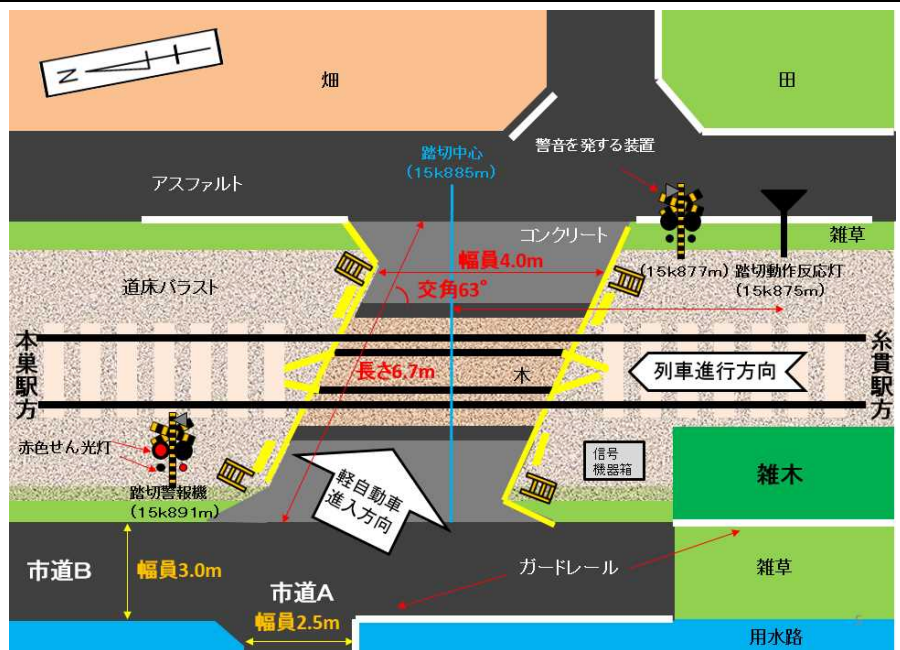 畑
田
踏切中心
(15k885m)
警音を発する装置
アスファルト
コンクリート
雑草
幅員4.0m
(15k877m)
踏切動作反応灯
(15k875m)
道床バラスト
交角63°
本巣駅方
糸貫駅方
長さ6.7m
木
列車進行方向
赤色せん光灯
踏切警報機
(15k891m)
信号
機器箱
雑木
軽自動車
進入方向
市道B
幅員3.0m
市道A
幅員2.5m
ガードレール
雑草
用水路